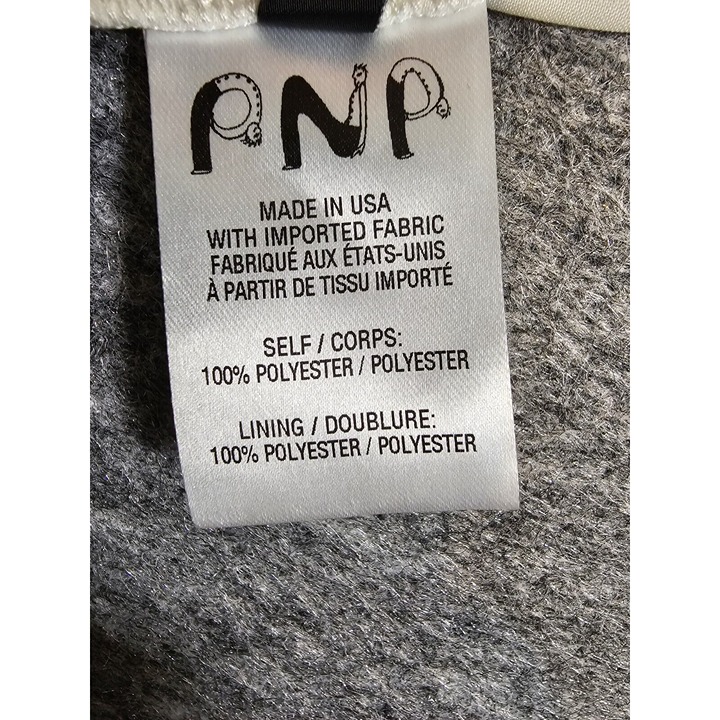 PNP
MADE IN USA
WITH IMPORTED FABRIC
FABRIQUÉ AUX ÉTATS-UNIS
À PARTIR DE TISSU IMPORTÉ
SELF / CORPS:
100% POLYESTER / POLYESTER
LINING / DOUBLURE:
100% POLYESTER / POLYESTER